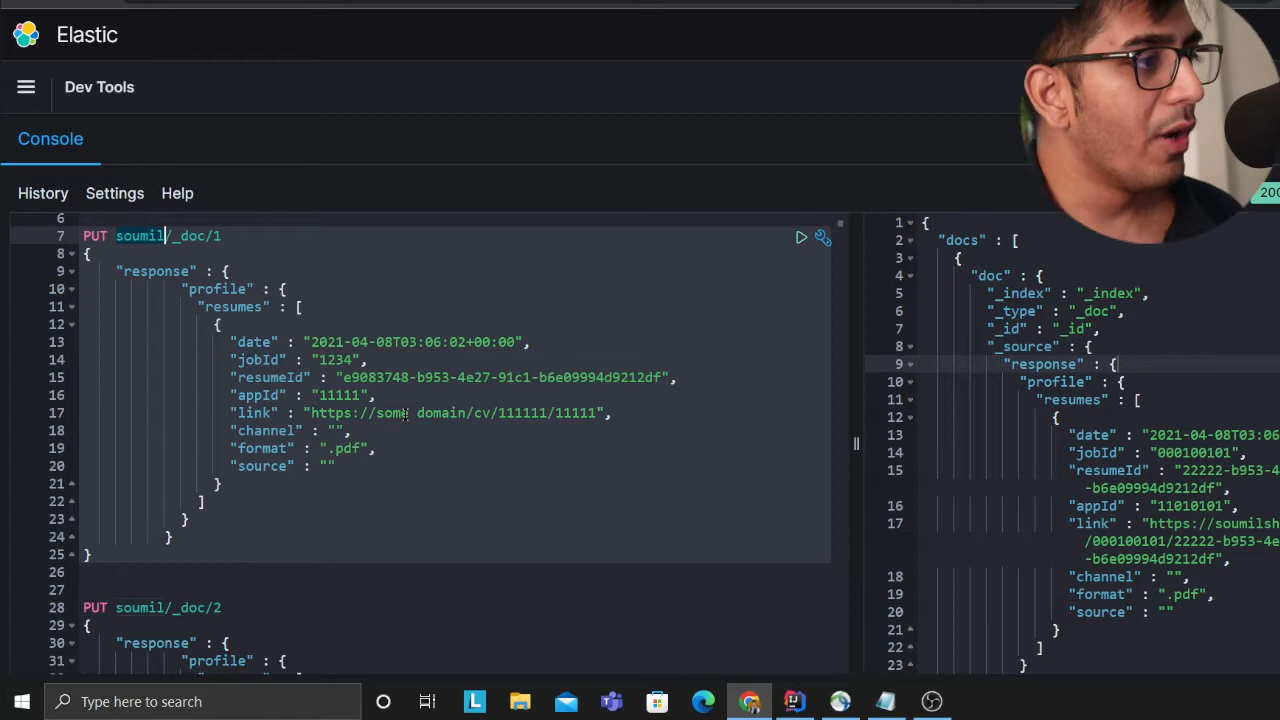 Elastic
Dev Tools
Console
History Settings Help
200
6
7 PUT soumil/_doc/1
8 {
9 "response" : {
10 "profile" : {
11 "resumes" : [
12 {
13 "date" : "2021-04-08T03:06:02+00:00",
14 "jobId" : "1234",
15 "resumeId" : "e9083748-b953-4e27-91c1-b6e09994d9212df",
16 "appId" : "11111",
17 "link" : "https://some domain/cv/111111/11111",
18 "channel" : "",
19 "format" : ".pdf",
20 "source" : ""
21 }
22 ]
23 }
24 }
25 }
26
27
28 PUT soumil/_doc/2
29 {
30 "response" : {
31 "profile" : {
1 {
2 "docs" : [
3 {
4 "doc" : {
5 "_index" : "_index",
6 "_type" : "_doc",
7 "_id" : "_id",
8 "_source" : {
9 "response" : {
10 "profile" : {
11 "resumes" : [
12 {
13 "date" : "2021-04-08T03:06
14 "jobId" : "000100101",
15 "resumeId" : "22222-b953-4e27
-b6e09994d9212df",
16 "appId" : "11010101",
17 "link" : "https://soumilsh
/000100101/22222-b953-4e
-b6e09994d9212df",
18 "channel" : "",
19 "format" : ".pdf",
20 "source" : ""
21 }
22 ]
23 }
Type here to search